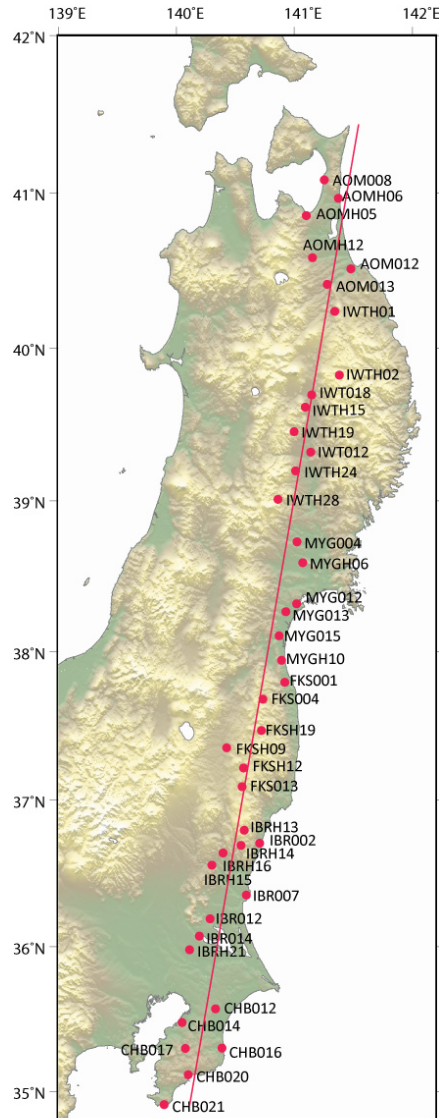 139°E 140°E 141°E 142°E
42°N
41°N
AOM008
AOMH06
AOMH05
AOMH12
AOM012
AOM013
IWTH01
40°N
IWTH02
IWT018
IWTH15
IWTH19
IWT012
IWTH24
39°N
IWTH28
MYG004
MYGH06
MYG012
MYG013
MYG015
38°N
MYGH10
FKS001
FKS004
FKSH19
FKSH09
FKSH12
FKS013
37°N
IBRH13
IBR002
IBRH14
IBRH16
IBRH15
IBR007
IBR012
IBR014
36°N
IBRH21
CHB012
CHB014
CHB017
CHB016
CHB020
35°N
CHB021